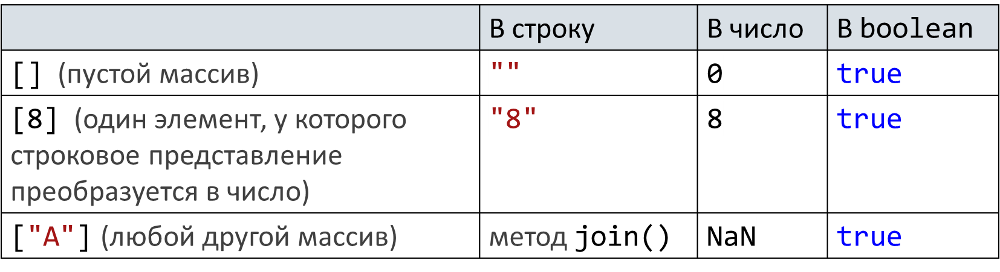 В строку В число В boolean
[] (пустой массив) "" 0 true
[8] (один элемент, у которого "8" 8 true
строковое представление
преобразуется в число)
["A"] (любой другой массив) метод join() NaN true